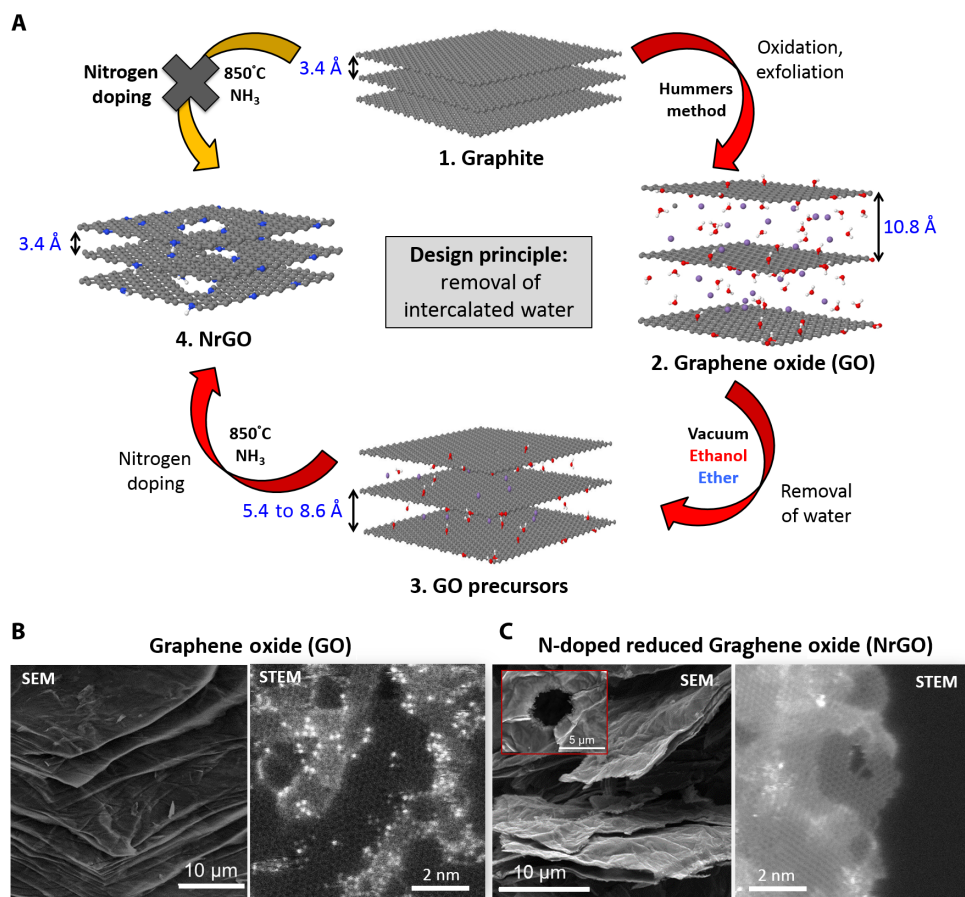 A
Nitrogen
doping
850°C
NH3
3.4 Å
1. Graphite
Oxidation,
exfoliation
Hummers
method
3.4 Å
4. NrGO
Design principle:
removal of
intercalated water
10.8 Å
2. Graphene oxide (GO)
Nitrogen
doping
850°C
NH3
5.4 to 8.6 Å
3. GO precursors
Vacuum
Ethanol
Ether
Removal
of water
B
Graphene oxide (GO)
SEM
10 µm
STEM
2 nm
C
N-doped reduced Graghene oxide (NrGO)
5 µm
SEM
10 µm
STEM
2 nm